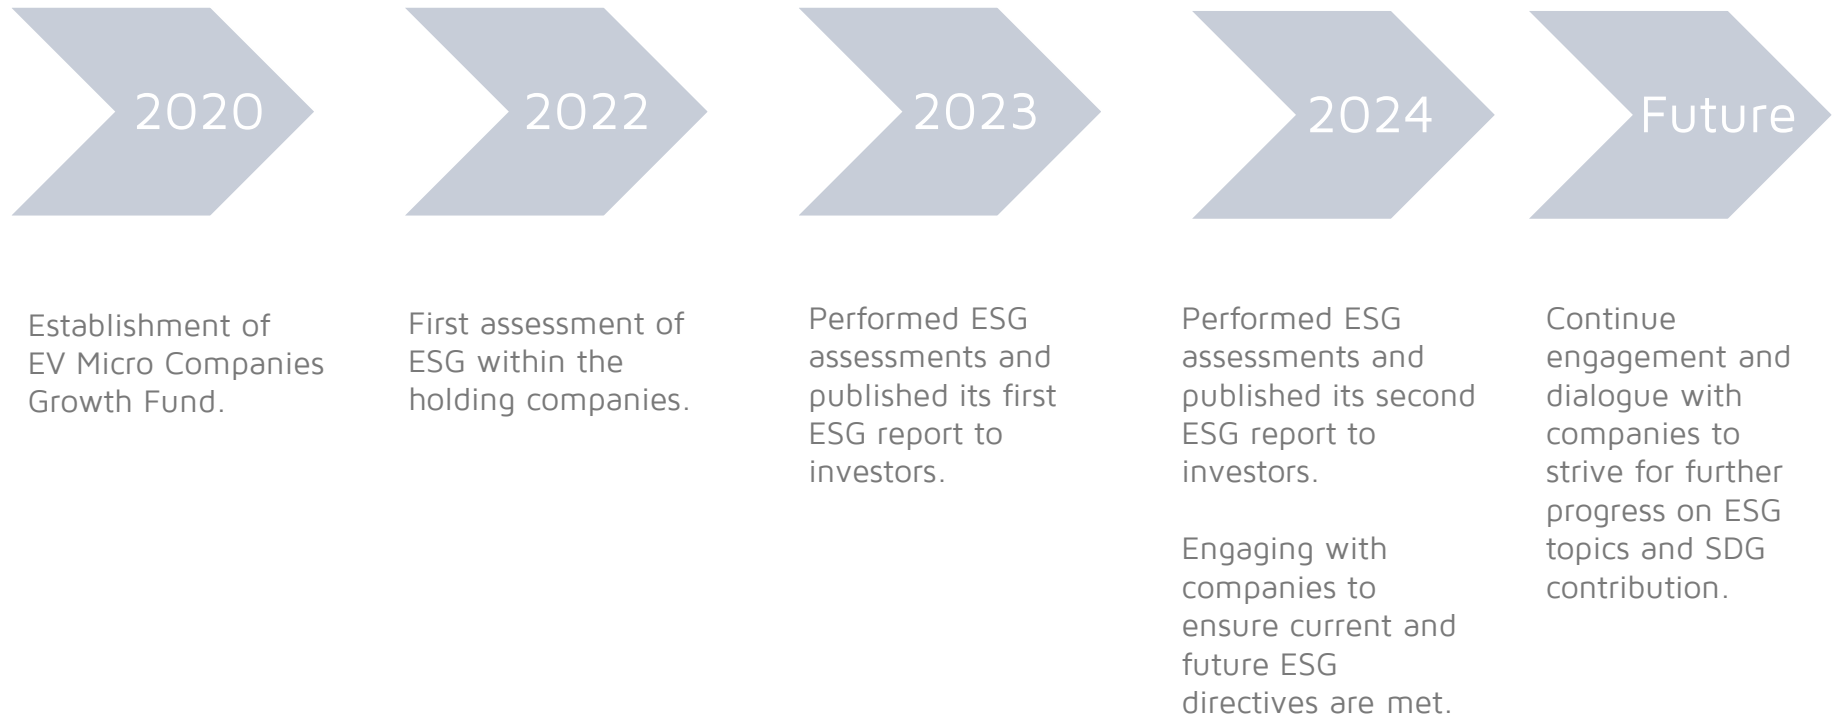 2020
2022
2023
2024
Future
Establishment of
EV Micro Companies
Growth Fund.
First assessment of
ESG within the
holding companies.
Performed ESG
assessments and
published its first
ESG report to
investors.
Performed ESG
assessments and
published its second
ESG report to
investors.
Engaging with
companies to
ensure current and
future ESG
directives are met.
Continue
engagement and
dialogue with
companies to
strive for further
progress on ESG
topics and SDG
contribution.